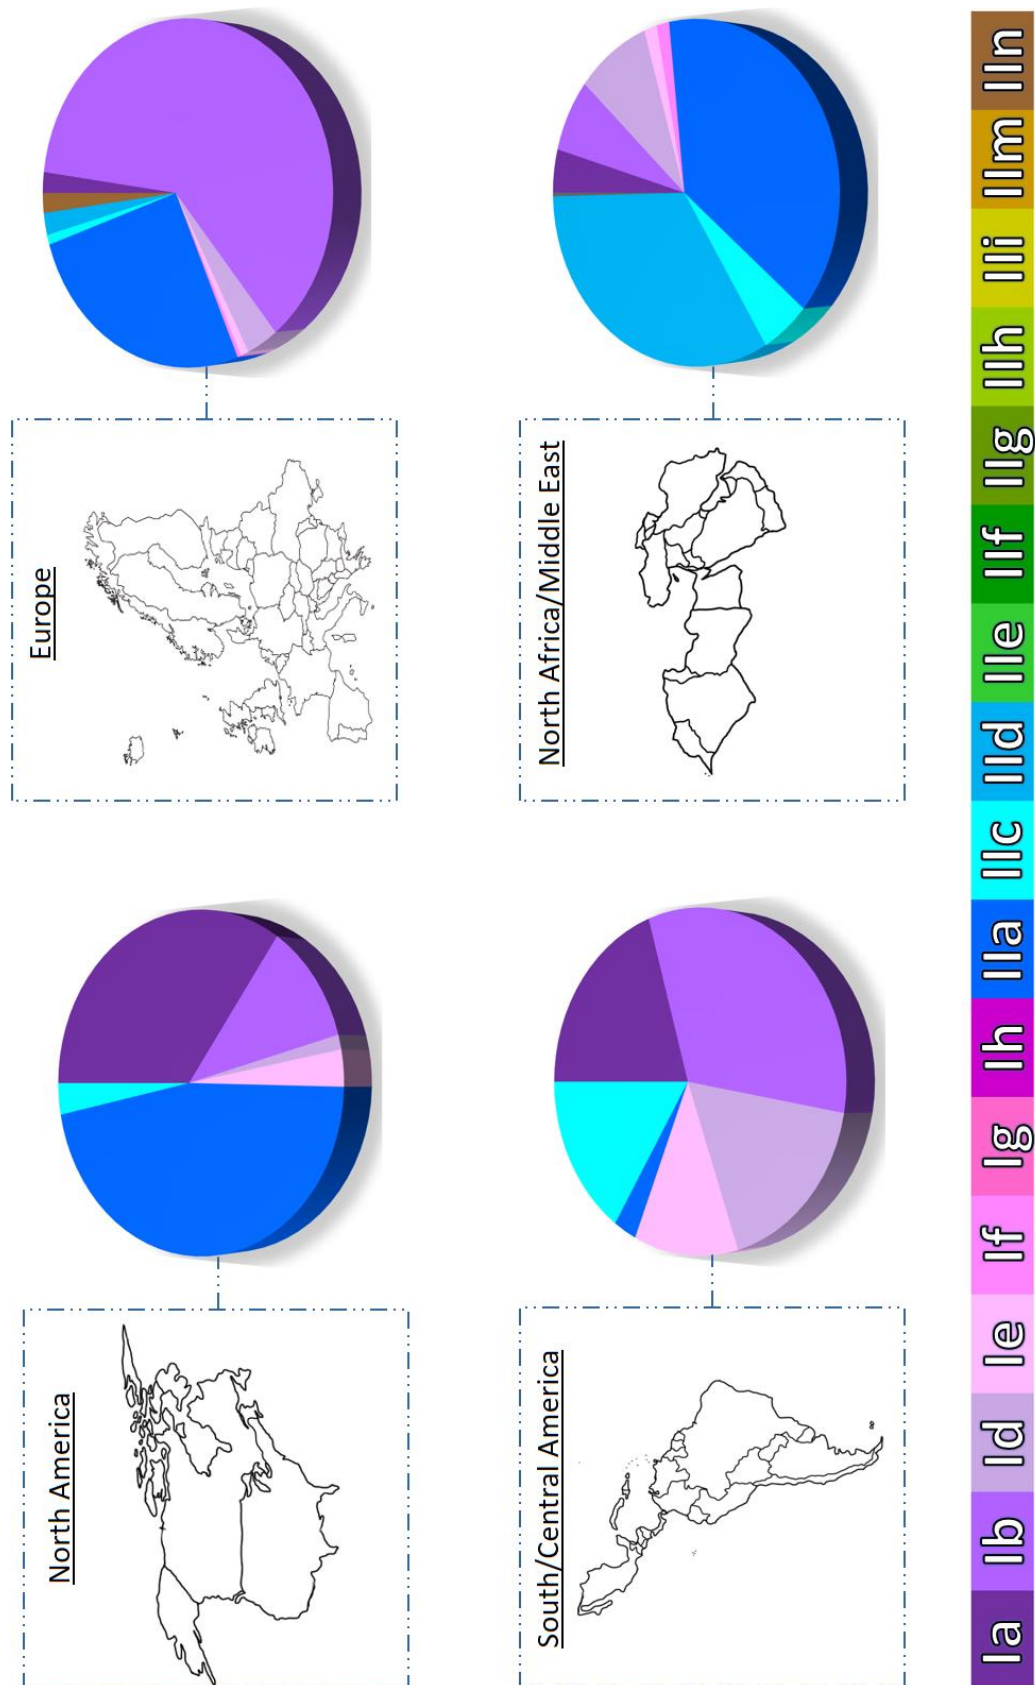 North America
Europe
South/Central America
North Africa/Middle East
Ia Ib Id Ie If Ig Ih IIa IIc IId IIe IIf IIg IIh IIi IIm IIn